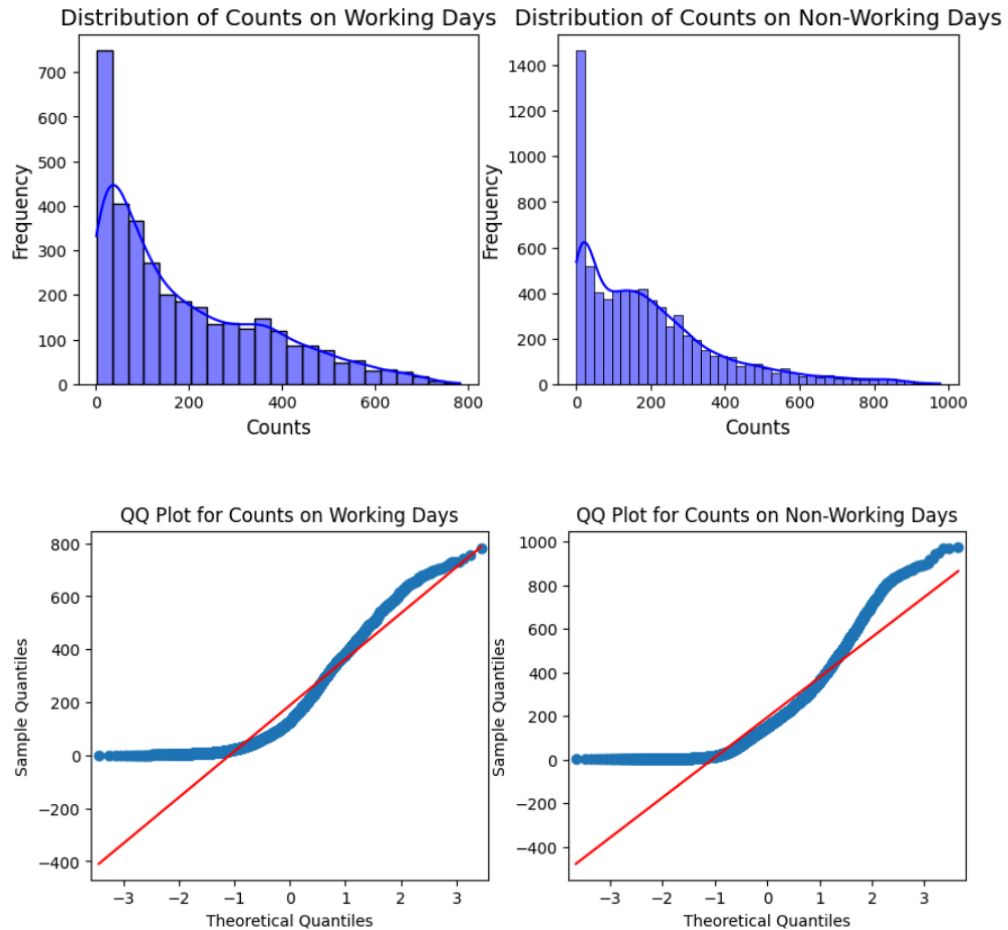 Distribution of Counts on Working Days
Frequency
700
600
500
400
300
200
100
0
0 200 400 600 800
Counts
Distribution of Counts on Non-Working Days
Frequency
1400
1200
1000
800
600
400
200
0
0 200 400 600 800 1000
Counts
QQ Plot for Counts on Working Days
Sample Quantiles
800
600
400
200
0
−200
−400
−3 −2 −1 0 1 2 3
Theoretical Quantiles
QQ Plot for Counts on Non-Working Days
Sample Quantiles
1000
800
600
400
200
0
−200
−400
−3 −2 −1 0 1 2 3
Theoretical Quantiles